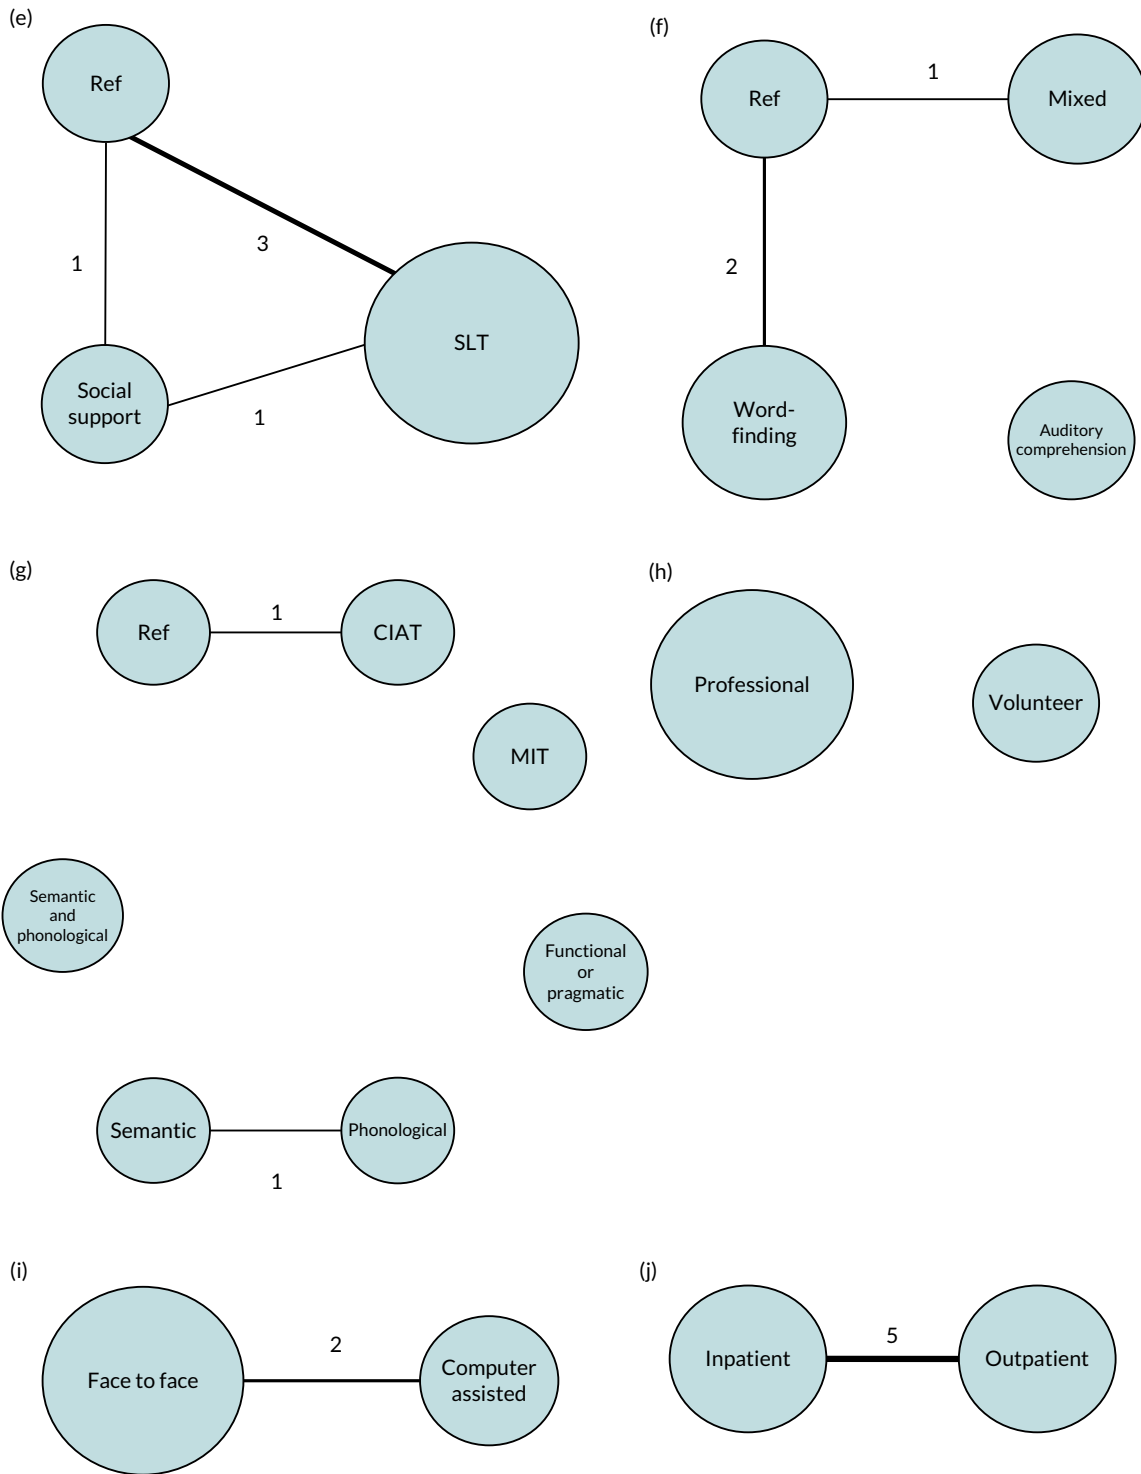 (e)
Ref
3
1
Social
support
1
SLT
(f)
Ref
1
Mixed
2
Word-
finding
Auditory
comprehension
(g)
Ref
1
CIAT
MIT
Semantic
and
phonological
Functional
or
pragmatic
Semantic
1
Phonological
(h)
Professional
Volunteer
(i)
Face to face
2
Computer
assisted
(j)
Inpatient
5
Outpatient